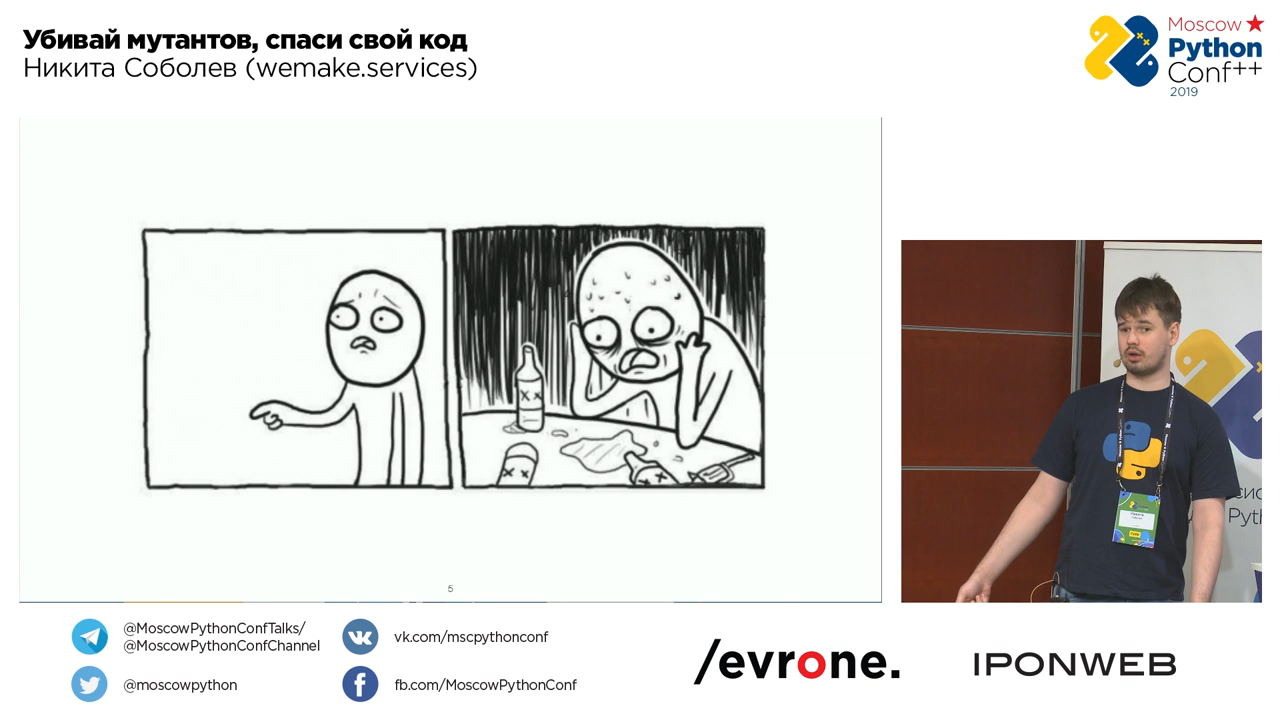 Убивай мутантов, спаси свой код
Никита Соболев (wemake.services)
Moscow
Python
Conf++
2019
5
@MoscowPythonConfTalks/
@MoscowPythonConfChannel
vk.com/mscpythonconf
@moscowpython
fb.com/MoscowPythonConf
/evrone.
IPONWEB